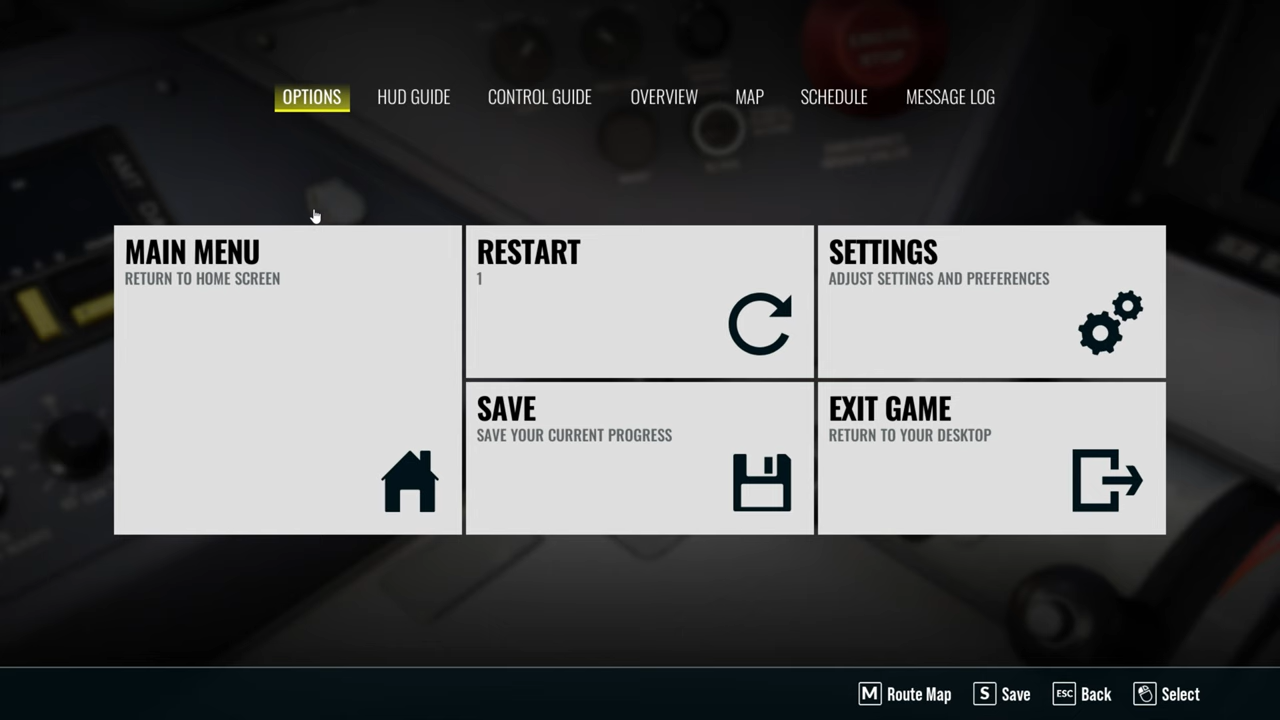 OPTIONS
HUD GUIDE
CONTROL GUIDE
OVERVIEW
MAP
SCHEDULE
MESSAGE LOG
MAIN MENU
RETURN TO HOME SCREEN
RESTART
1
SETTINGS
ADJUST SETTINGS AND PREFERENCES
SAVE
SAVE YOUR CURRENT PROGRESS
EXIT GAME
RETURN TO YOUR DESKTOP
M Route Map
S Save
ESC Back
Select